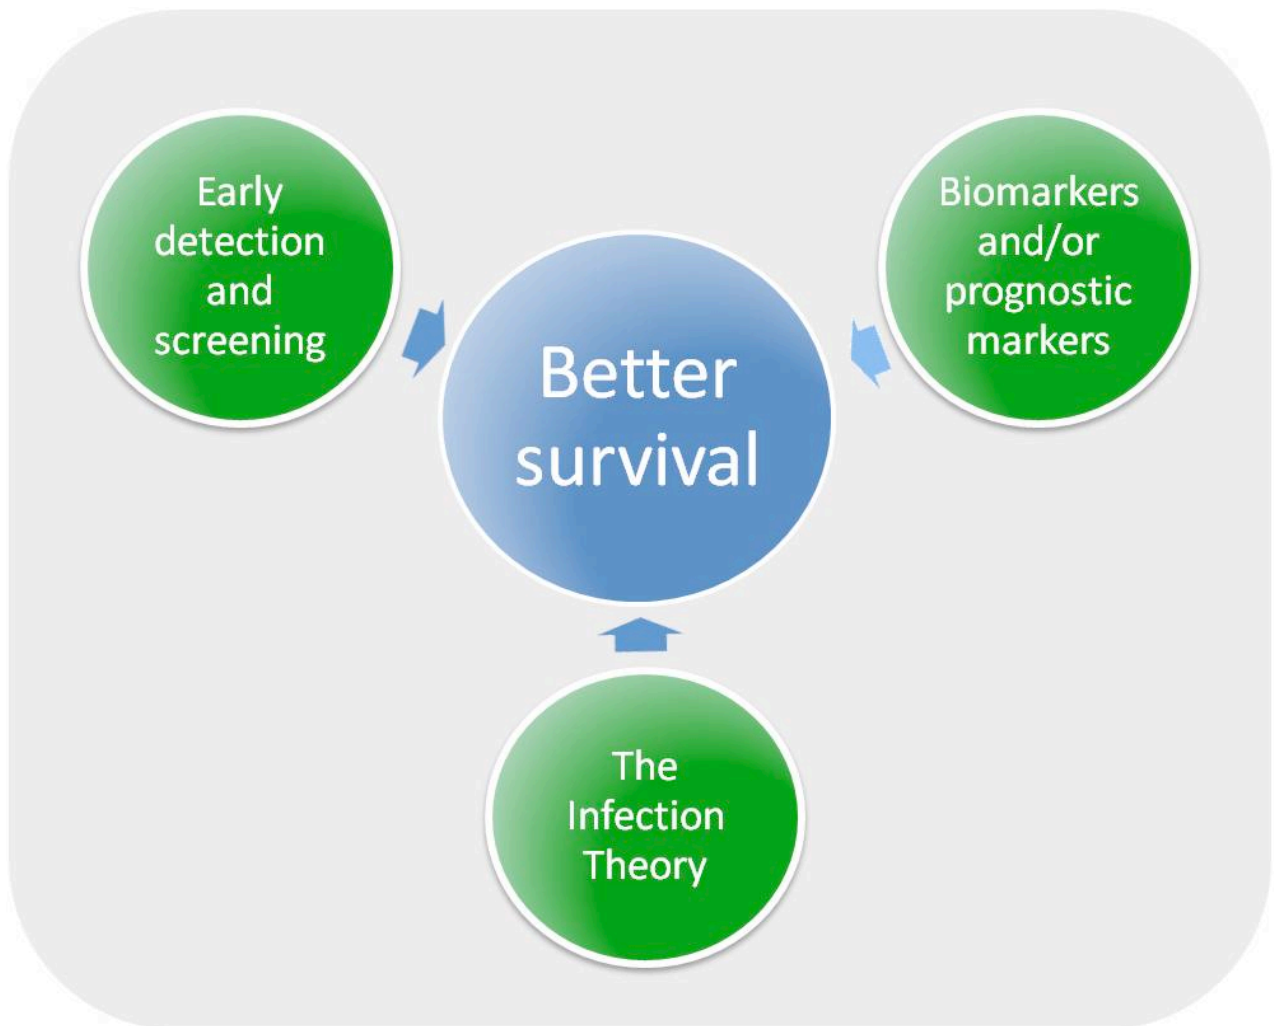 Early
detection
and
screening
Biomarkers
and/or
prognostic
markers
Better
survival
The
Infection
Theory